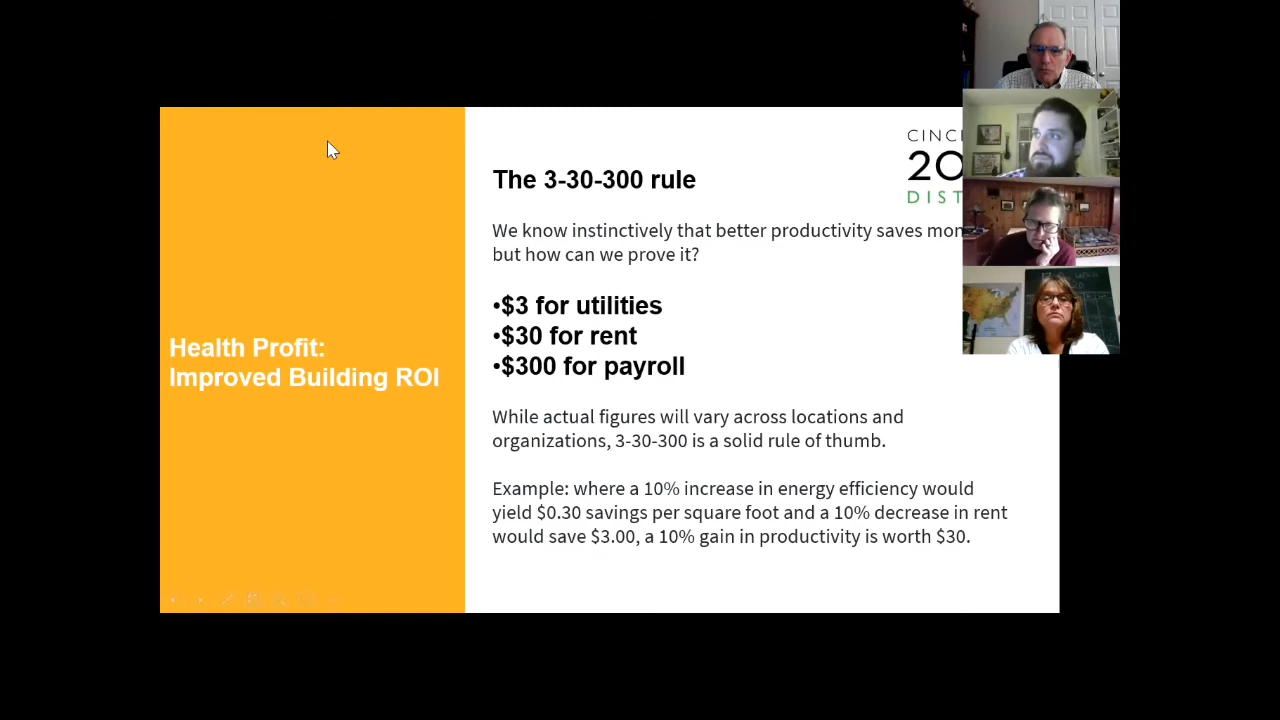 CINC
20
DIST
The 3-30-300 rule
We know instinctively that better productivity saves mon
but how can we prove it?
•$3 for utilities
•$30 for rent
•$300 for payroll
Health Profit:
Improved Building ROI
While actual figures will vary across locations and
organizations, 3-30-300 is a solid rule of thumb.
Example: where a 10% increase in energy efficiency would
yield $0.30 savings per square foot and a 10% decrease in rent
would save $3.00, a 10% gain in productivity is worth $30.